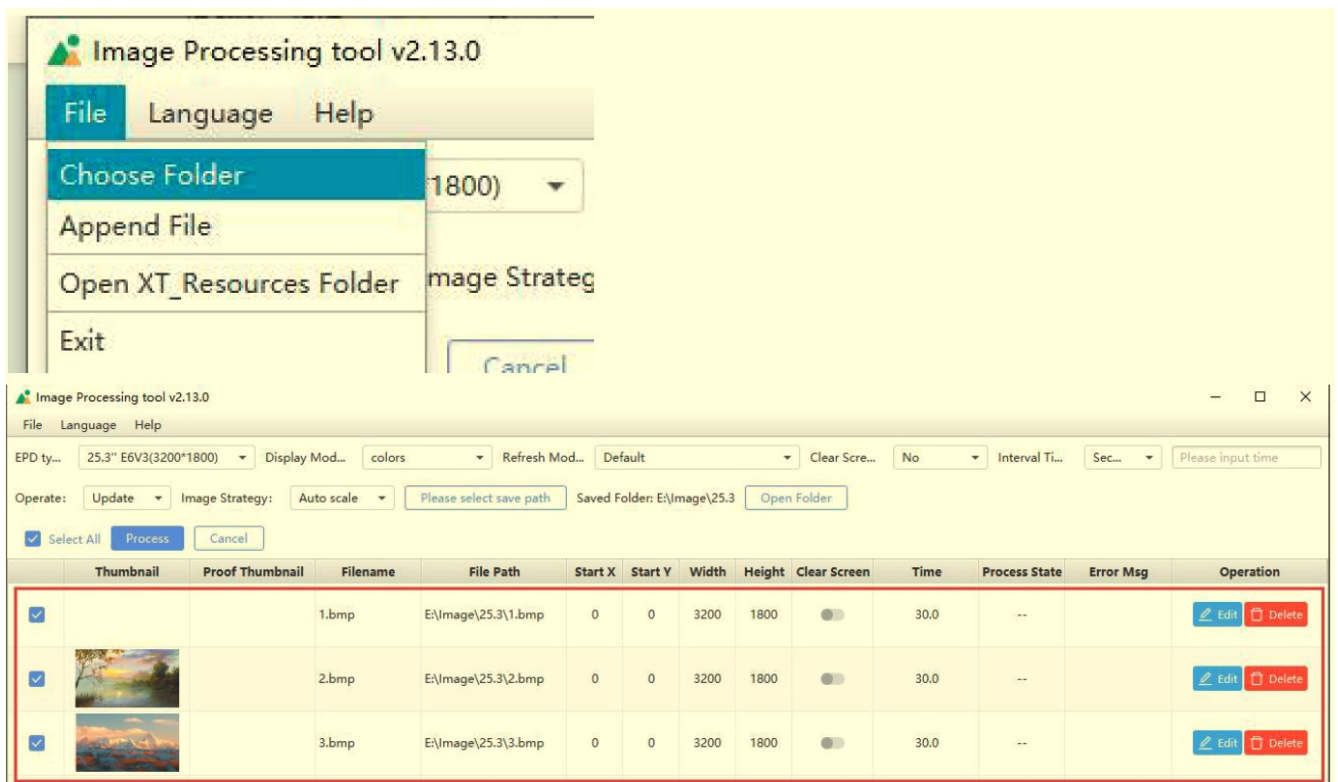 Image Processing tool v2.13.0
File Language Help
Choose Folder
1800)
Append File
Open XT_Resources Folder
mage Strateg
Exit
Cancel
Image Processing tool v2.13.0
File Language Help
EPD ty... 25.3" E6V3(3200*1800) Display Mod... colors Refresh Mod... Default Clear Scre... No Interval Ti... Sec... Please input time
Operate: Update Image Strategy: Auto scale Please select save path Saved Folder: E:\Image\25.3 Open Folder
Select All Process Cancel
Thumbnail Proof Thumbnail Filename File Path Start X Start Y Width Height Clear Screen Time Process State Error Msg Operation
1.bmp E:\Image\25.3\1.bmp 0 0 3200 1800 30.0 -- Edit Delete
2.bmp E:\Image\25.3\2.bmp 0 0 3200 1800 30.0 -- Edit Delete
3.bmp E:\Image\25.3\3.bmp 0 0 3200 1800 30.0 -- Edit Delete